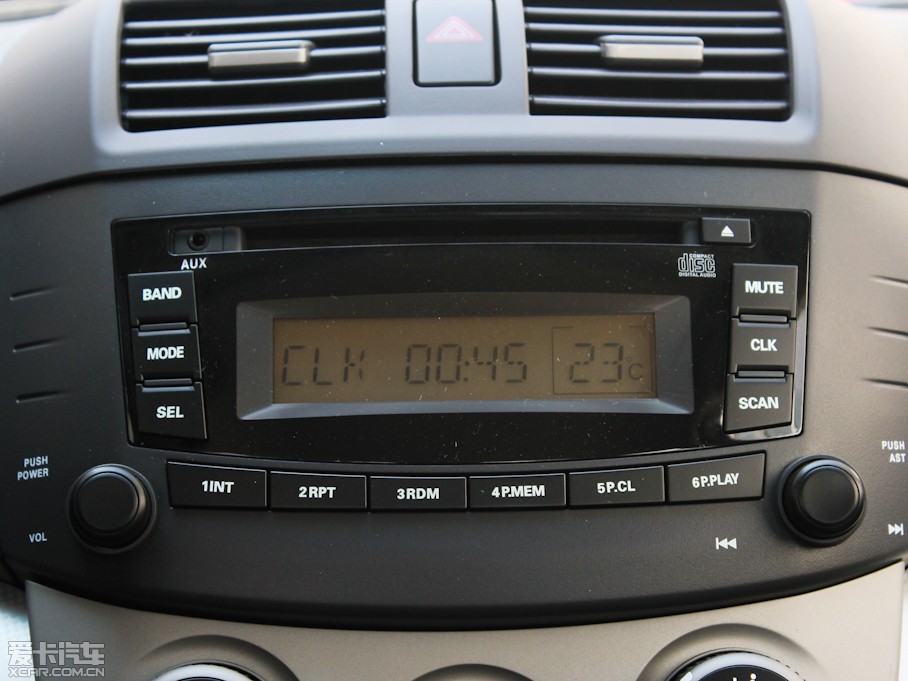 AUX
COMPACT
disc
DIGITAL AUDIO
BAND
MODE
SEL
CLK 00:45 23°C
MUTE
CLK
SCAN
PUSH
POWER
VOL
1INT
2RPT
3RDM
4P.MEM
5P.CL
6P.PLAY
PUSH
AST
爱卡汽车
XCAR.COM.CN